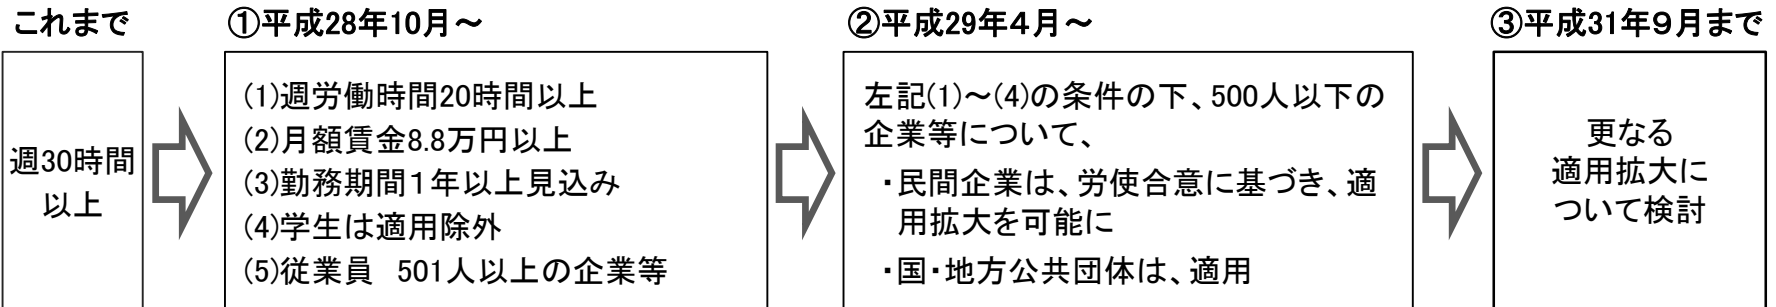 これまで
週30時間
以上
①平成28年10月～
(1)週労働時間20時間以上
(2)月額賃金8.8万円以上
(3)勤務期間１年以上見込み
(4)学生は適用除外
(5)従業員　501人以上の企業等
②平成29年４月～
左記(1)～(4)の条件の下、500人以下の
企業等について、
・民間企業は、労使合意に基づき、適
用拡大を可能に
・国・地方公共団体は、適用
③平成31年９月まで
更なる
適用拡大に
ついて検討